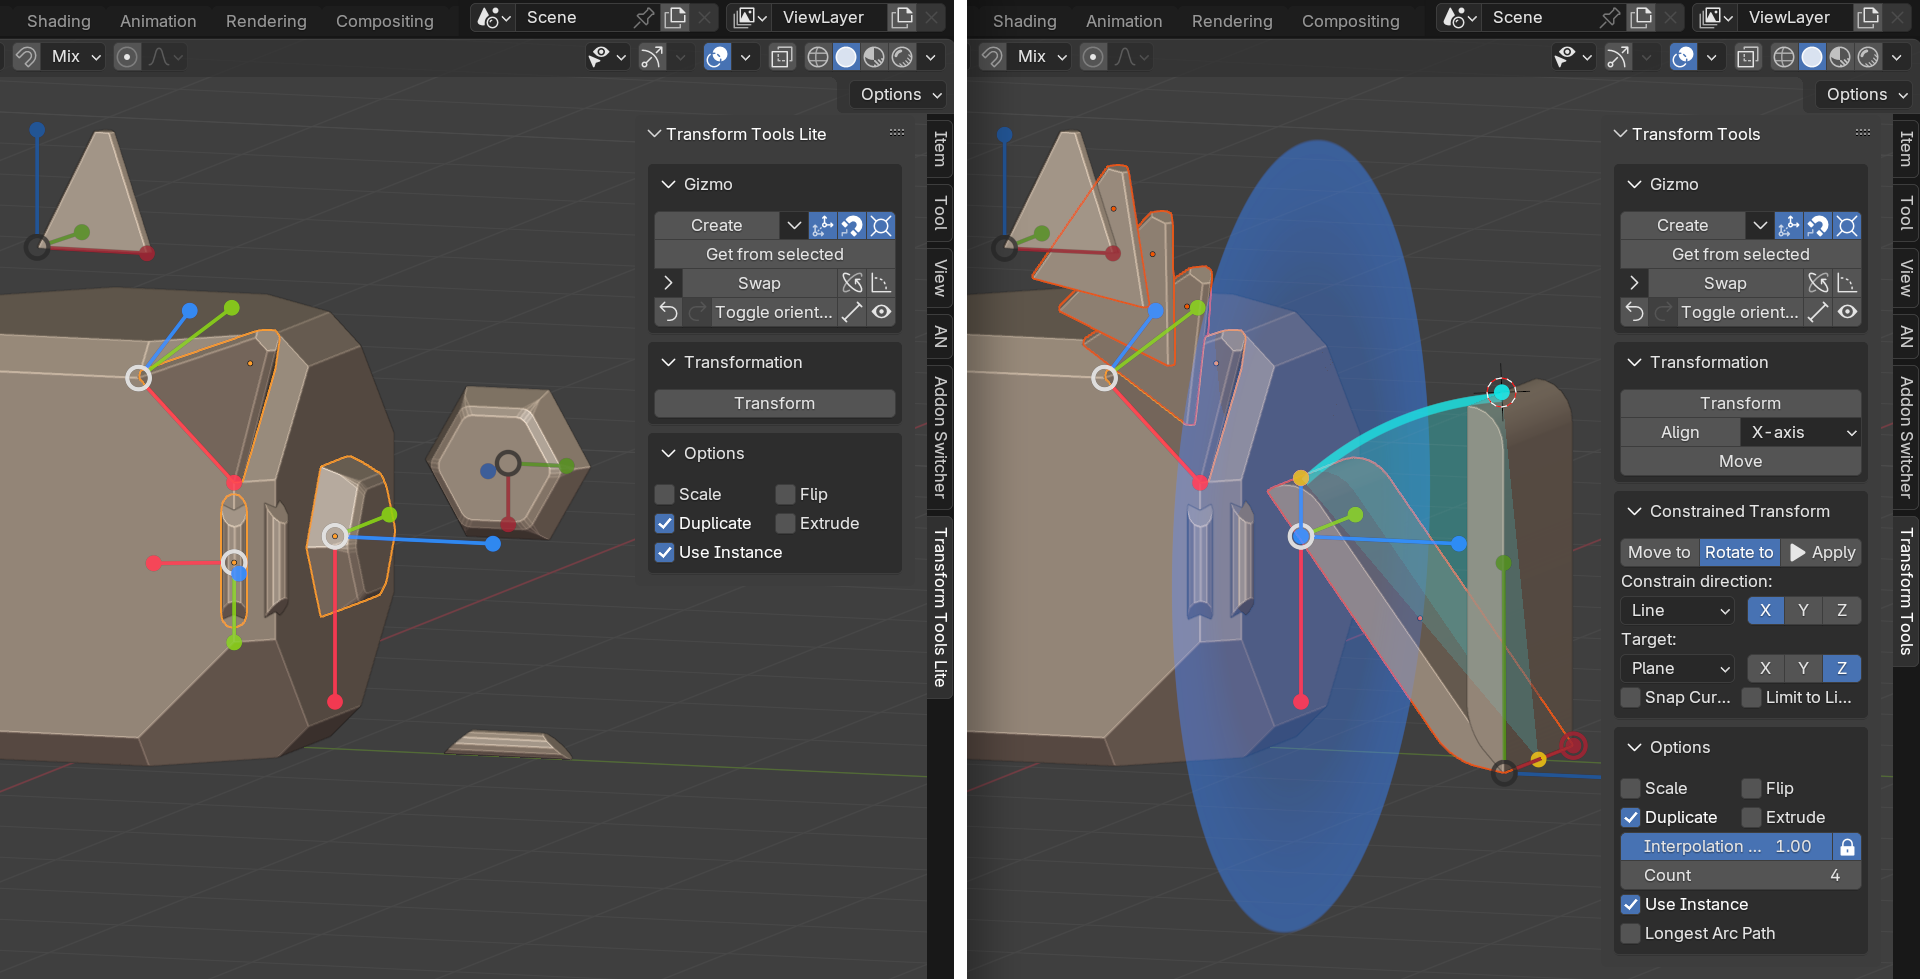 Shading Animation Rendering Compositing Scene ViewLayer
Mix
Options
Transform Tools Lite
Gizmo
Create
Get from selected
Swap
Toggle orient...
Transformation
Transform
Options
Scale Flip
Duplicate Extrude
Use Instance
Item
Tool
View
AN
Addon Switcher
Transform Tools Lite
Shading Animation Rendering Compositing Scene ViewLayer
Mix
Options
Transform Tools
Gizmo
Create
Get from selected
Swap
Toggle orient...
Transformation
Transform
Align X-axis
Move
Constrained Transform
Move to Rotate to Apply
Constrain direction:
Line X Y Z
Target:
Plane X Y Z
Snap Cur... Limit to Li...
Options
Scale Flip
Duplicate Extrude
Interpolation ... 1.00
Count 4
Use Instance
Longest Arc Path
Item
Tool
View
AN
Addon Switcher
Transform Tools